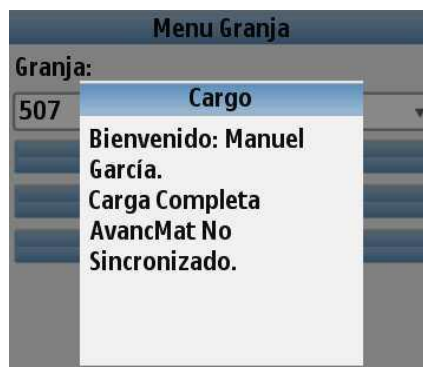 Menu Granja
Granja:
507
Cargo
Bienvenido: Manuel
García.
Carga Completa
AvancMat No
Sincronizado.